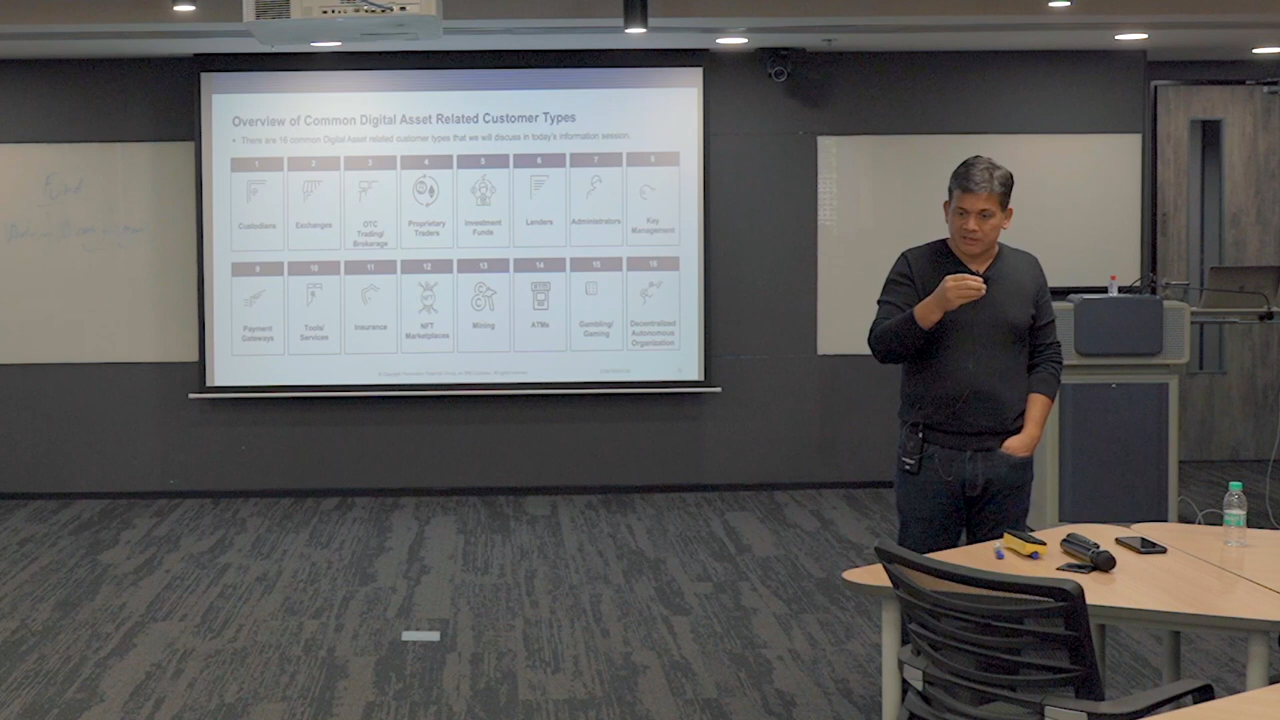 Overview of Common Digital Asset Related Customer Types
• There are 16 common Digital Asset related customer types that we will discuss in today's information session.
1 2 3 4 5 6 7 8
Custodians
Exchanges
OTC
Trading/
Brokerage
Proprietary
Traders
Investment
Funds
Lenders
Administrators
Key
Management
9 10 11 12 13 14 15 16
NFT
ATM
Payment
Gateways
Tools/
Services
Insurance
NFT
Marketplaces
Mining
ATMs
Gambling/
Gaming
Decentralized
Autonomous
Organization